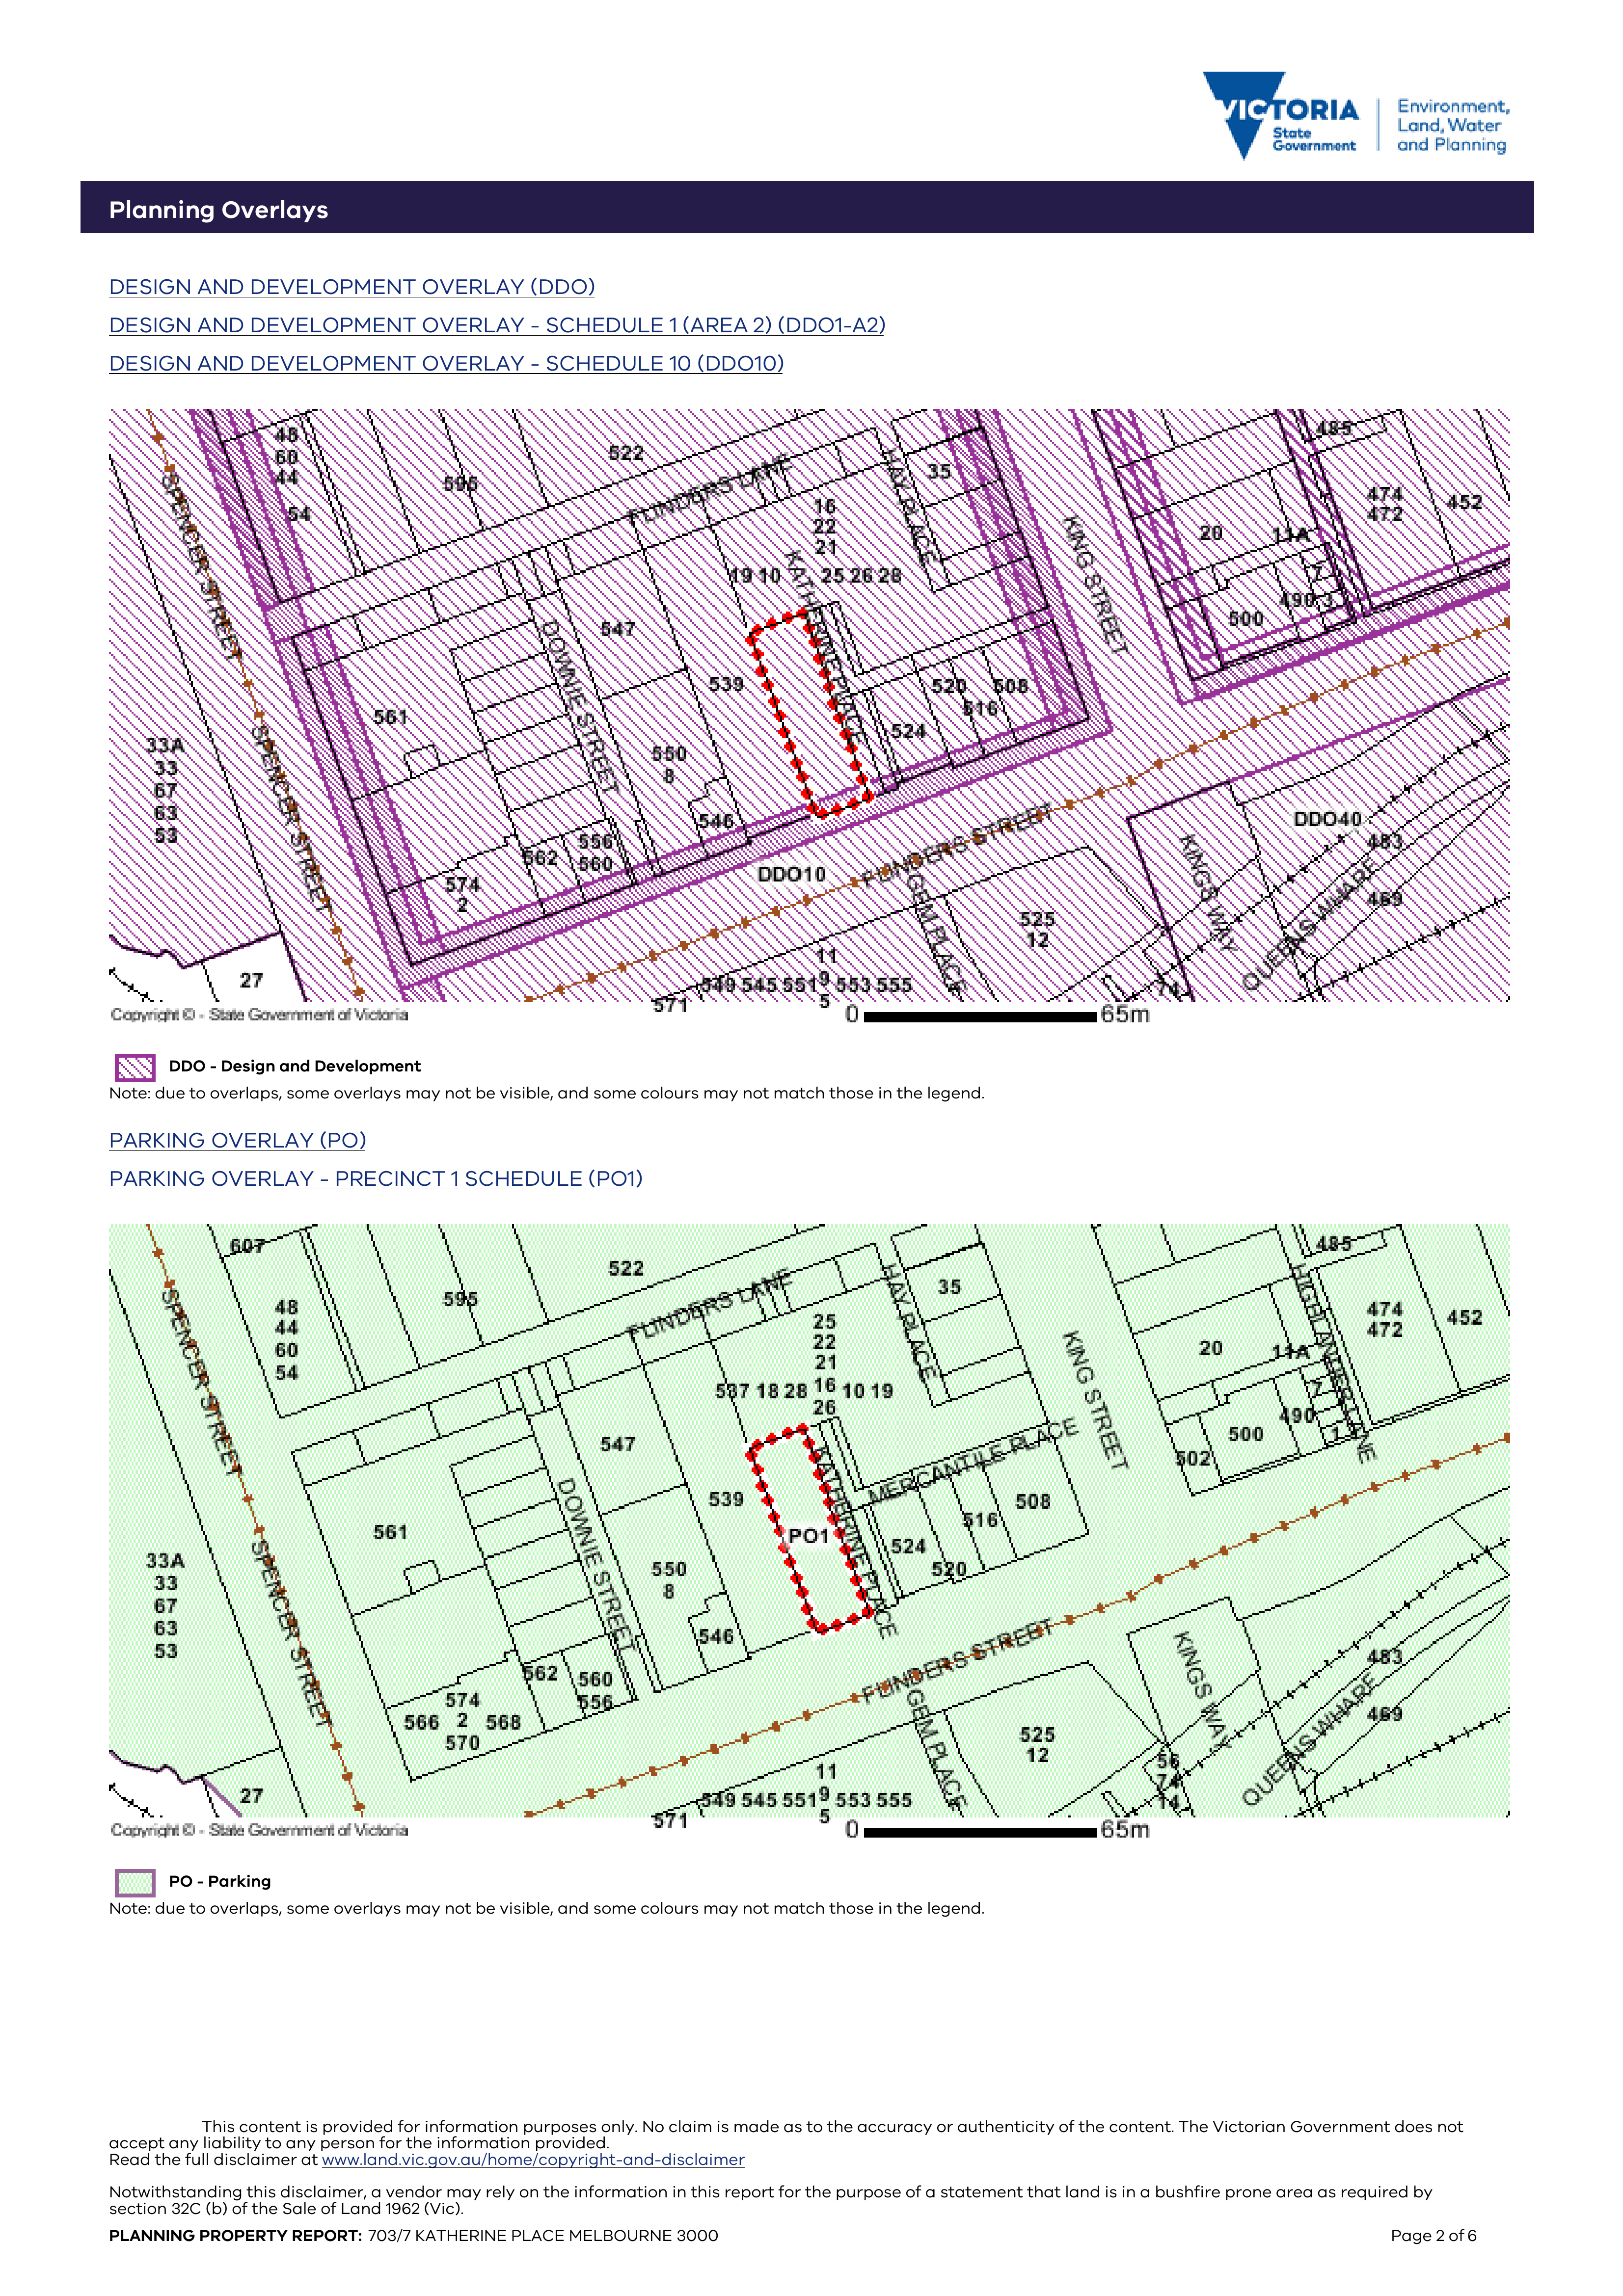 VICTORIA
State
Government
Environment,
Land, Water
and Planning
Planning Overlays
DESIGN AND DEVELOPMENT OVERLAY (DDO)
DESIGN AND DEVELOPMENT OVERLAY - SCHEDULE 1 (AREA 2) (DDO1-A2)
DESIGN AND DEVELOPMENT OVERLAY - SCHEDULE 10 (DDO10)
48
60
44
54
595
522
FLINDERS LANE
HAY PLACE
35
485
474
472
452
SPENCER STREET
16
22
21
19 10
25 26 28
KATHERINE PLACE
KING STREET
20
11A
7
490
3
500
547
DOWNIE STREET
539
561
520
508
516
524
33A
33
67
63
53
SPENCER STREET
550
8
546
556
560
562
574
2
DDO10
FLINDERS STREET
GEM PLACE
DDO40
483
KINGS WAY
QUEENS WHARF
469
525
12
11
549 545 551 9 553 555
5
571
74
27
Copyright © - State Government of Victoria
0
65m
DDO - Design and Development
Note: due to overlaps, some overlays may not be visible, and some colours may not match those in the legend.
PARKING OVERLAY (PO)
PARKING OVERLAY - PRECINCT 1 SCHEDULE (PO1)
607
48
44
60
54
595
522
FLINDERS LANE
HAY PLACE
35
485
474
472
452
SPENCER STREET
25
22
21
537 18 28 16 10 19
26
KING STREET
HIGHLANDER LANE
20
11A
7
490
1
500
502
547
MERCANTILE PLACE
KATHERINE PLACE
DOWNIE STREET
539
PO1
561
508
516
524
520
33A
33
67
63
53
SPENCER STREET
550
8
546
562
560
556
574
566 2 568
570
FLINDERS STREET
GEM PLACE
KINGS WAY
QUEENS WHARF
483
469
525
12
56
74
14
11
549 545 551 9 553 555
5
571
27
Copyright © - State Government of Victoria
0
65m
PO - Parking
Note: due to overlaps, some overlays may not be visible, and some colours may not match those in the legend.
This content is provided for information purposes only. No claim is made as to the accuracy or authenticity of the content. The Victorian Government does not
accept any liability to any person for the information provided.
Read the full disclaimer at www.land.vic.gov.au/home/copyright-and-disclaimer
Notwithstanding this disclaimer, a vendor may rely on the information in this report for the purpose of a statement that land is in a bushfire prone area as required by
section 32C (b) of the Sale of Land 1962 (Vic).
PLANNING PROPERTY REPORT: 703/7 KATHERINE PLACE MELBOURNE 3000
Page 2 of 6